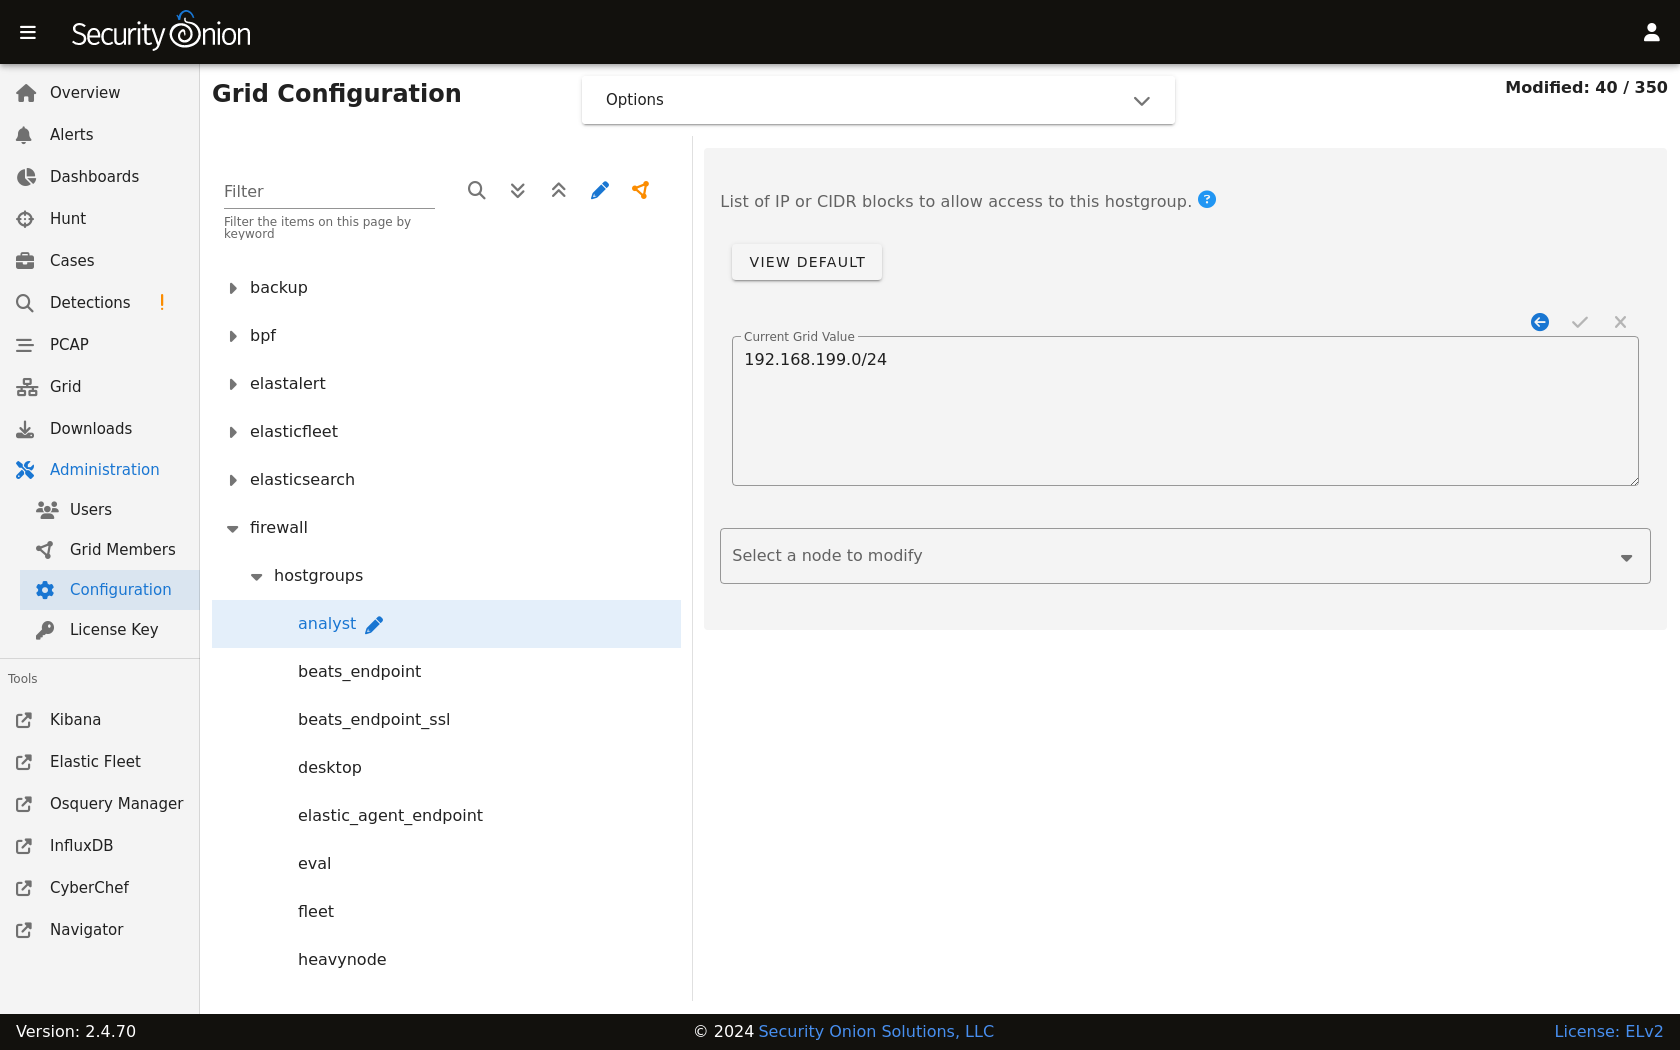 Security Onion
Overview
Alerts
Dashboards
Hunt
Cases
Detections !
PCAP
Grid
Downloads
Administration
Users
Grid Members
Configuration
License Key
Tools
Kibana
Elastic Fleet
Osquery Manager
InfluxDB
CyberChef
Navigator
Grid Configuration
Options
Modified: 40 / 350
Filter
Filter the items on this page by
keyword
backup
bpf
elastalert
elasticfleet
elasticsearch
firewall
hostgroups
analyst
beats_endpoint
beats_endpoint_ssl
desktop
elastic_agent_endpoint
eval
fleet
heavynode
List of IP or CIDR blocks to allow access to this hostgroup. ?
VIEW DEFAULT
Current Grid Value
192.168.199.0/24
Select a node to modify
Version: 2.4.70
© 2024 Security Onion Solutions, LLC
License: ELv2